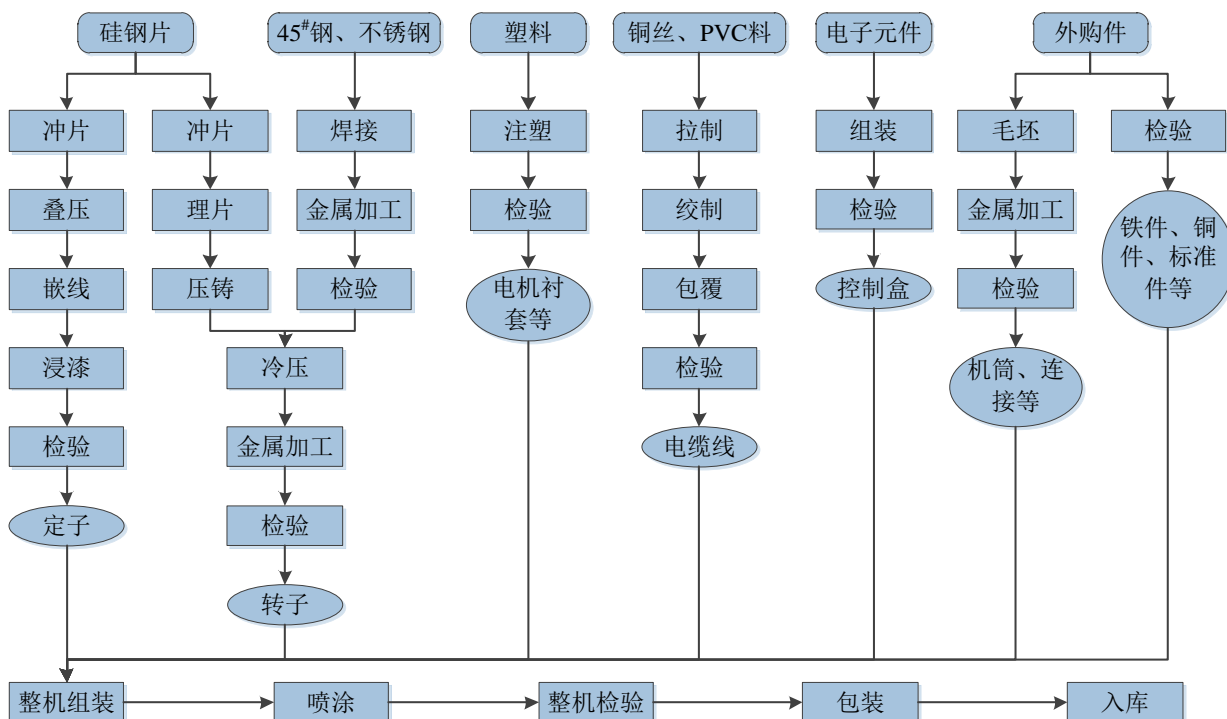 硅钢片
45#钢、不锈钢
塑料
铜丝、PVC料
电子元件
外购件
冲片
冲片
焊接
注塑
拉制
组装
毛坯
检验
叠压
理片
金属加工
检验
绞制
检验
金属加工
铁件、铜
件、标准
件等
嵌线
压铸
检验
电机衬
套等
包覆
控制盒
检验
浸漆
冷压
检验
机筒、连
接等
检验
金属加工
电缆线
定子
检验
转子
整机组装
喷涂
整机检验
包装
入库